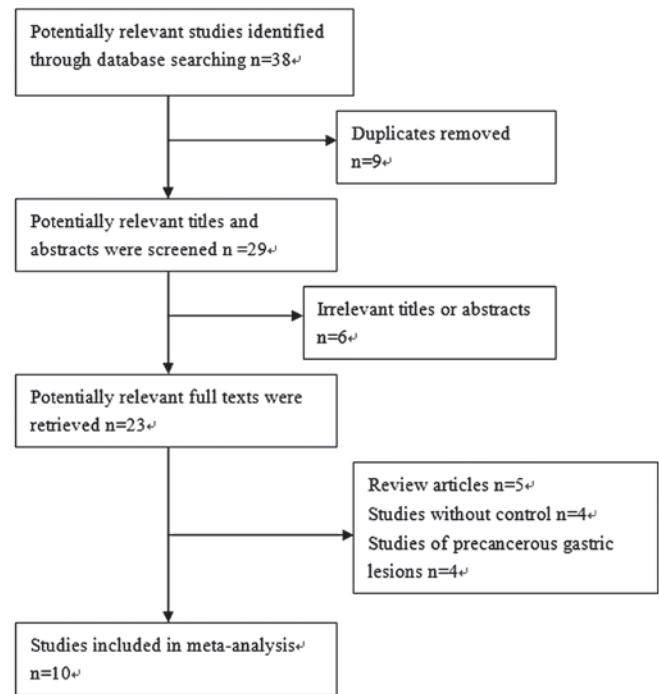 Potentially relevant studies identified
through database searching n=38↵
Duplicates removed
n=9↵
Potentially relevant titles and
abstracts were screened n =29↵
Irrelevant titles or abstracts
n=6↵
Potentially relevant full texts were
retrieved n=23↵
Review articles n=5↵
Studies without control n=4↵
Studies of precancerous gastric
lesions n=4↵
Studies included in meta-analysis↵
n=10↵